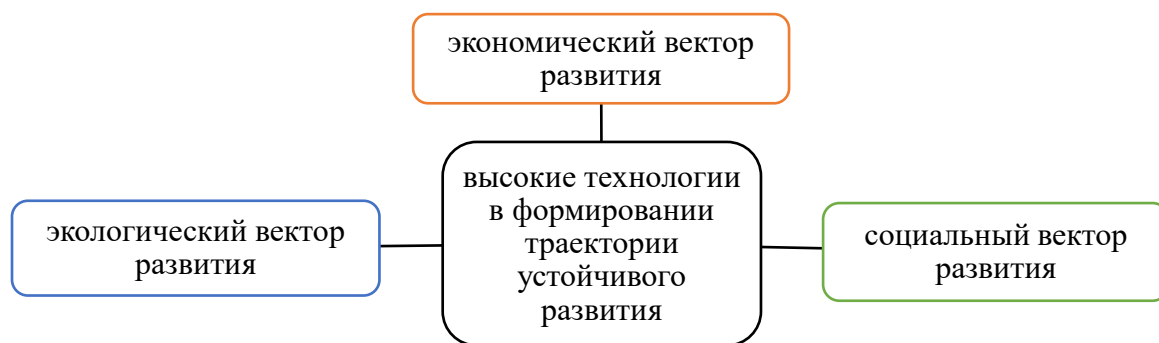 экономический вектор
развития
высокие технологии
в формировании
траектории
устойчивого
развития
экологический вектор
развития
социальный вектор
развития